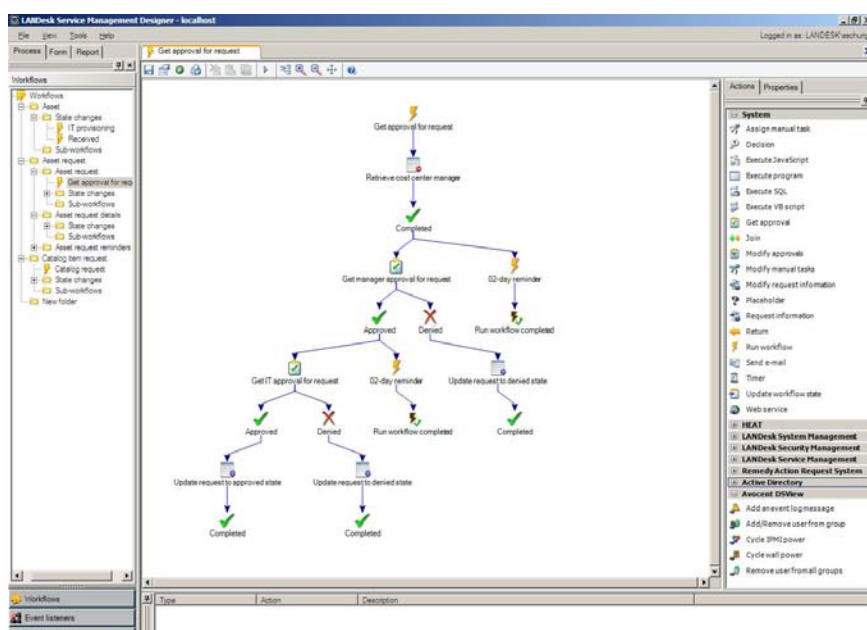 LANDesk Service Management Designer - localhost
File View Tools Help
Logged in as: LANDESK\aechung
Process Form Report
Get approval for request
Workflows
Workflows
Asset
State changes
IT provisioning
Received
Sub-workflows
Asset request
Asset request
Get approval for req
State changes
Sub-workflows
Asset request details
State changes
Sub-workflows
Asset request reminders
Catalog item request
Catalog request
State changes
Sub-workflows
New folder
Workflows
Event listeners
Get approval for request
Retrieve cost center manager
Completed
Get manager approval for request
02-day reminder
Approved
Denied
Run workflow completed
Get IT approval for request
02-day reminder
Update request to denied state
Approved
Denied
Run workflow completed
Completed
Update request to approved state
Update request to denied state
Completed
Completed
Type Action Description
Actions Properties
System
Assign manual task
Decision
Execute JavaScript
Execute program
Execute SQL
Execute VB script
Get approval
Join
Modify approvals
Modify manual tasks
Modify request information
Placeholder
Request information
Return
Run workflow
Send e-mail
Timer
Update workflow state
Web service
HEAT
LANDesk System Management
LANDesk Security Management
LANDesk Service Management
Remedy Action Request System
Active Directory
Avocent DSView
Add an event log message
Add/Remove user from group
Cycle IPMI power
Cycle wall power
Remove user from all groups